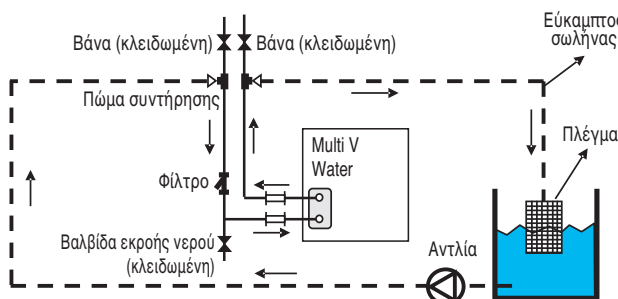 Εύκαμπτος
σωλήνας
Βάνα (κλειδωμένη)
Βάνα (κλειδωμένη)
Πώμα συντήρησης
Multi V
Water
Πλέγμα
Φίλτρο
Βαλβίδα εκροής νερού
(κλειδωμένη)
Αντλία